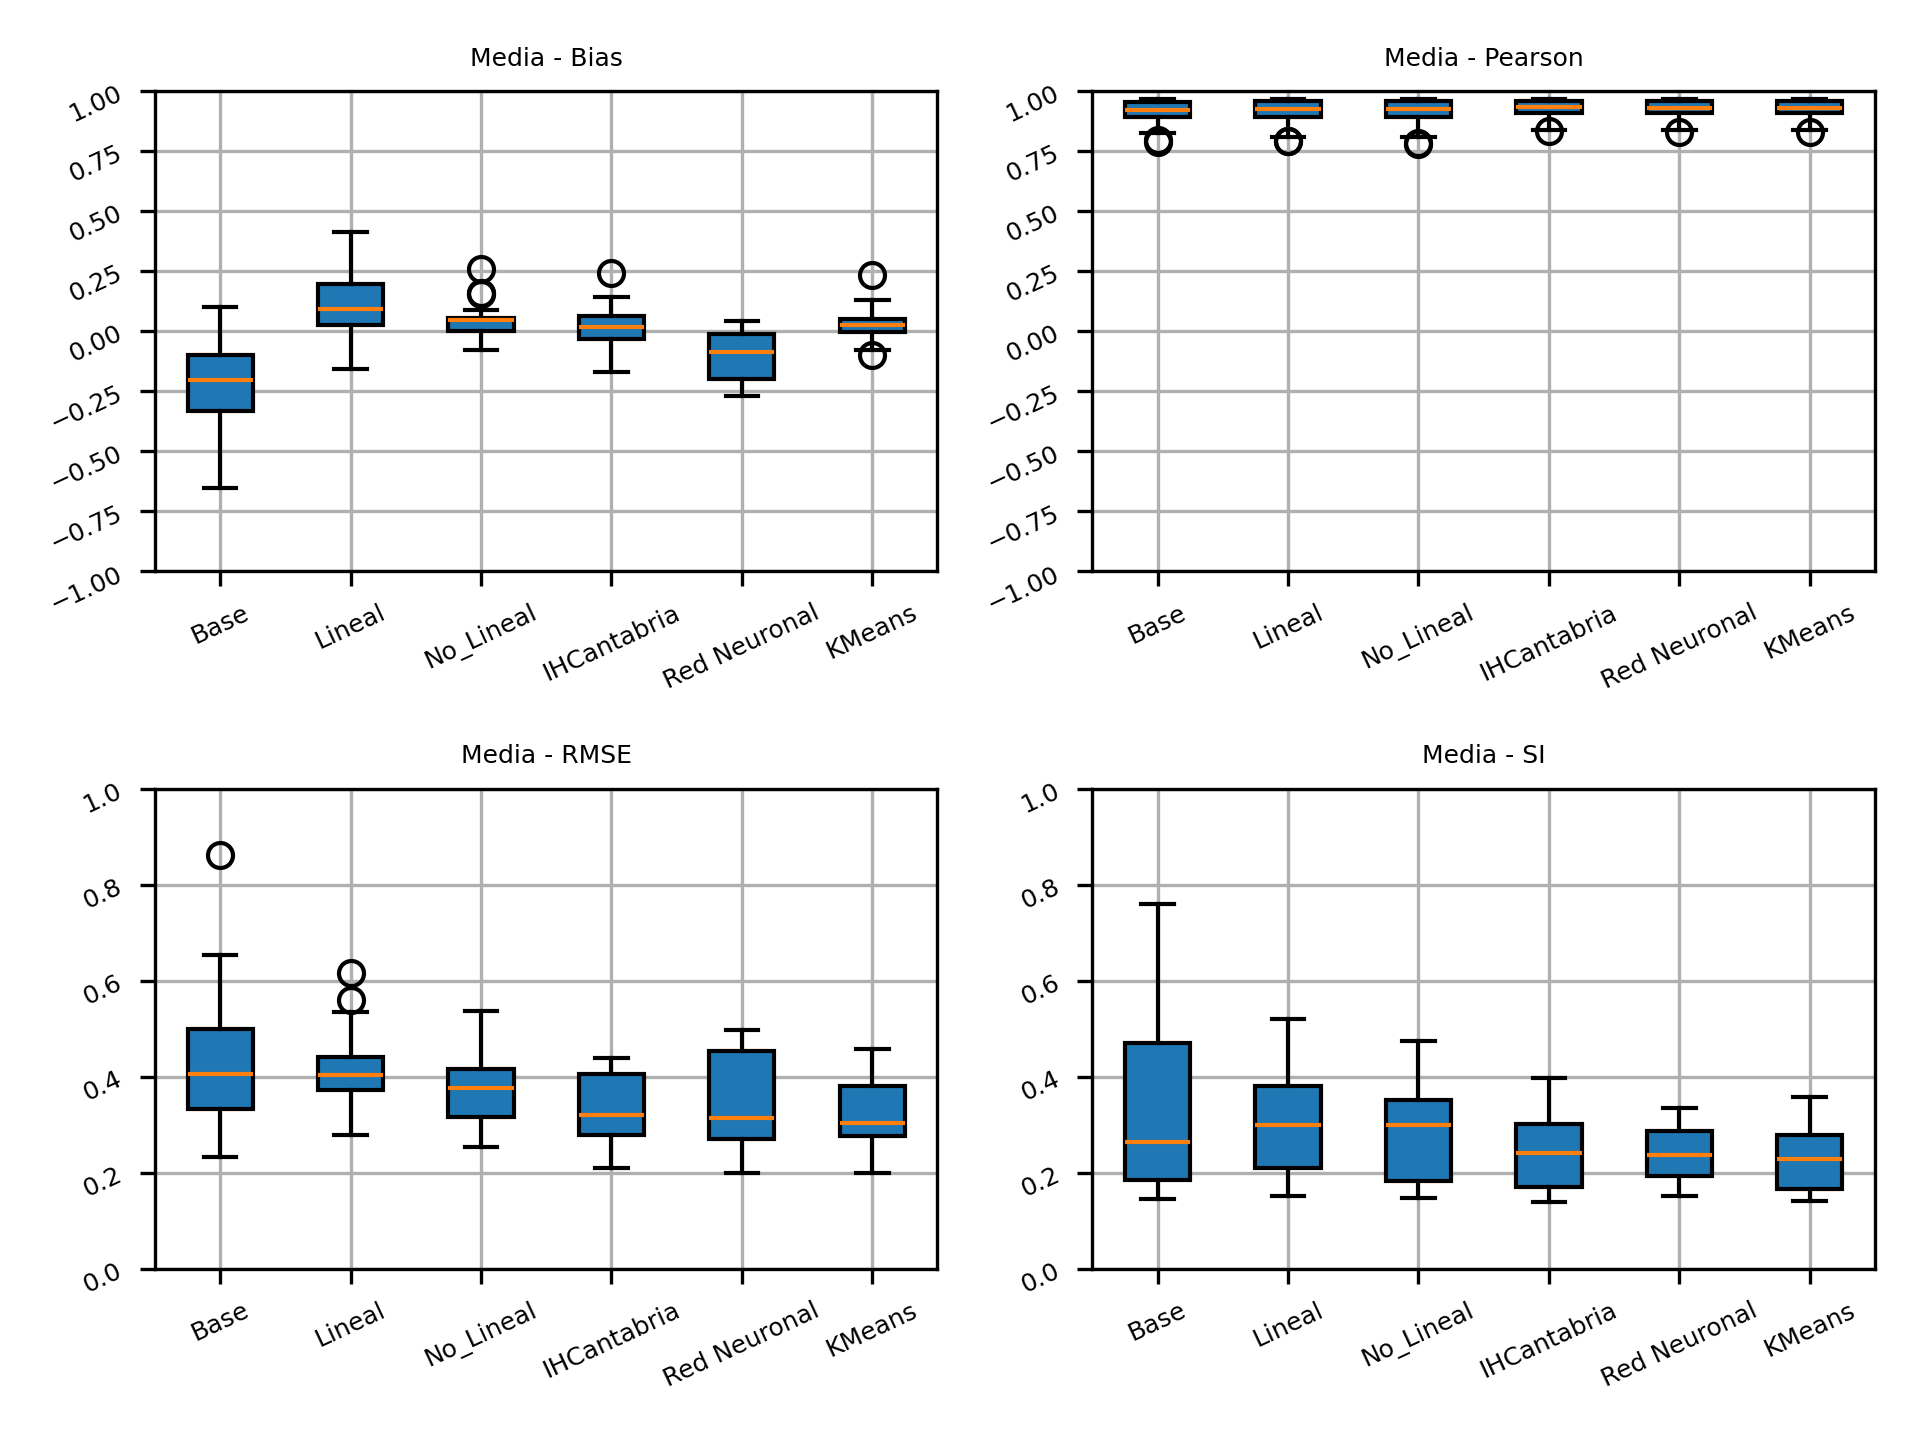 Media - Bias
1.00
0.75
0.50
0.25
0.00
−0.25
−0.50
−0.75
−1.00
Base
Lineal
No_Lineal
IHCantabria
Red Neuronal
KMeans
Media - Pearson
1.00
0.75
0.50
0.25
0.00
−0.25
−0.50
−0.75
−1.00
Base
Lineal
No_Lineal
IHCantabria
Red Neuronal
KMeans
Media - RMSE
1.0
0.8
0.6
0.4
0.2
0.0
Base
Lineal
No_Lineal
IHCantabria
Red Neuronal
KMeans
Media - SI
1.0
0.8
0.6
0.4
0.2
0.0
Base
Lineal
No_Lineal
IHCantabria
Red Neuronal
KMeans